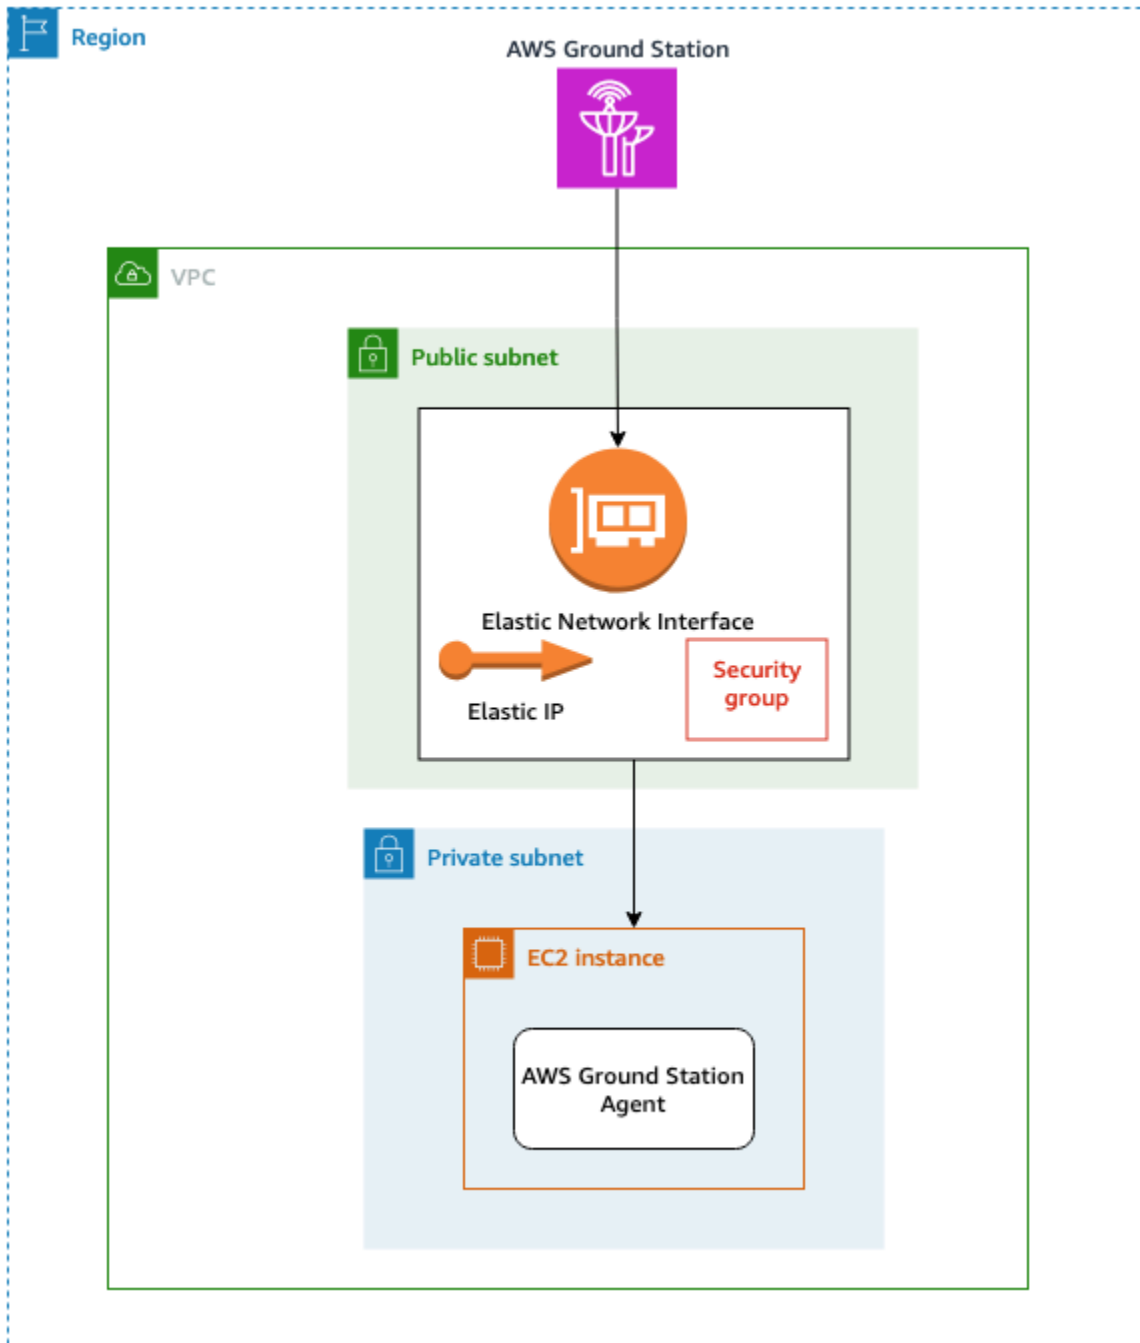 Region
AWS Ground Station
VPC
Public subnet
Elastic Network Interface
Elastic IP
Security
group
Private subnet
EC2 instance
AWS Ground Station
Agent